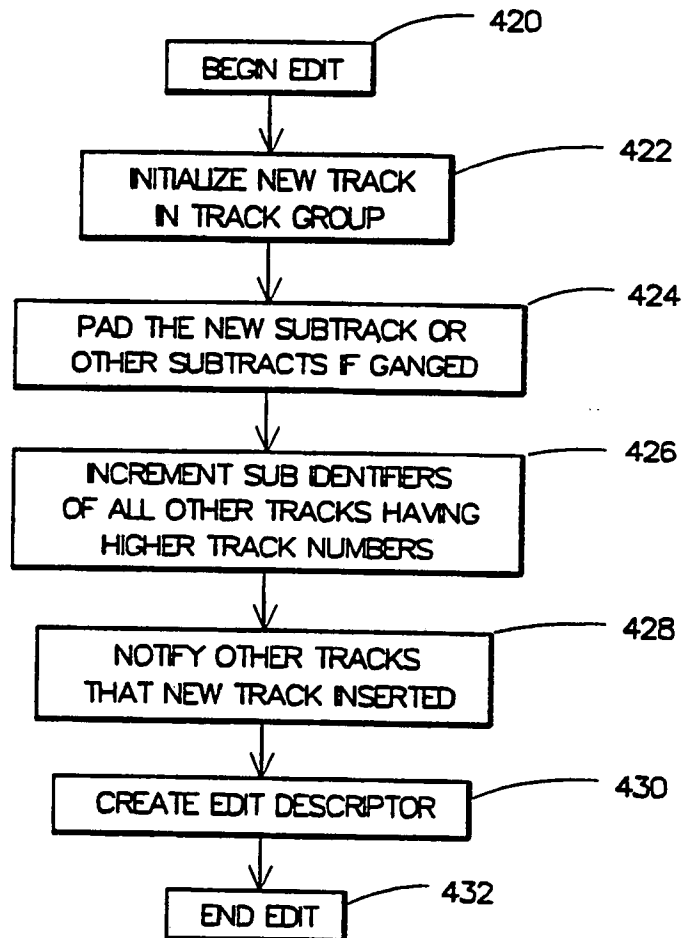 420
BEGIN EDIT
422
INITIALIZE NEW TRACK
IN TRACK GROUP
424
PAD THE NEW SUBTRACK OR
OTHER SUBTRACTS IF GANGED
426
INCREMENT SUB IDENTIFIERS
OF ALL OTHER TRACKS HAVING
HIGHER TRACK NUMBERS
428
NOTIFY OTHER TRACKS
THAT NEW TRACK INSERTED
430
CREATE EDIT DESCRIPTOR
432
END EDIT